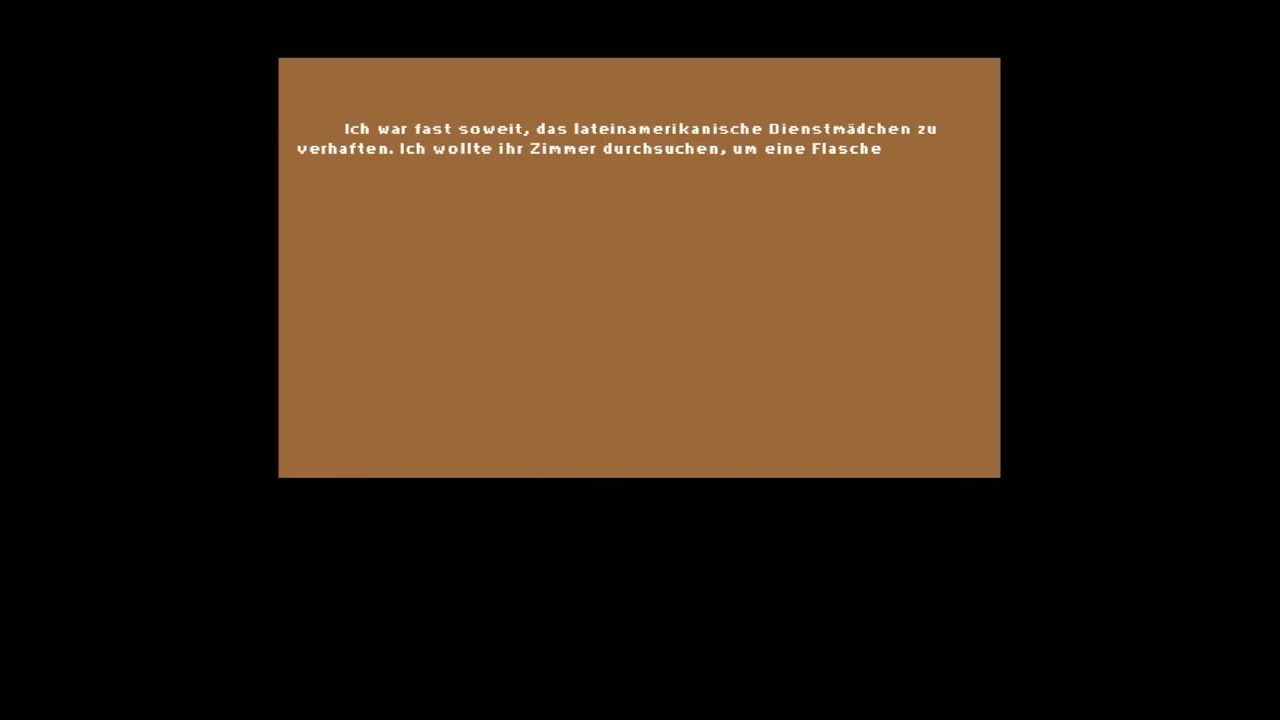 Ich war fast soweit, das lateinamerikanische Dienstmädchen zu
verhaften. Ich wollte ihr Zimmer durchsuchen, um eine Flasche